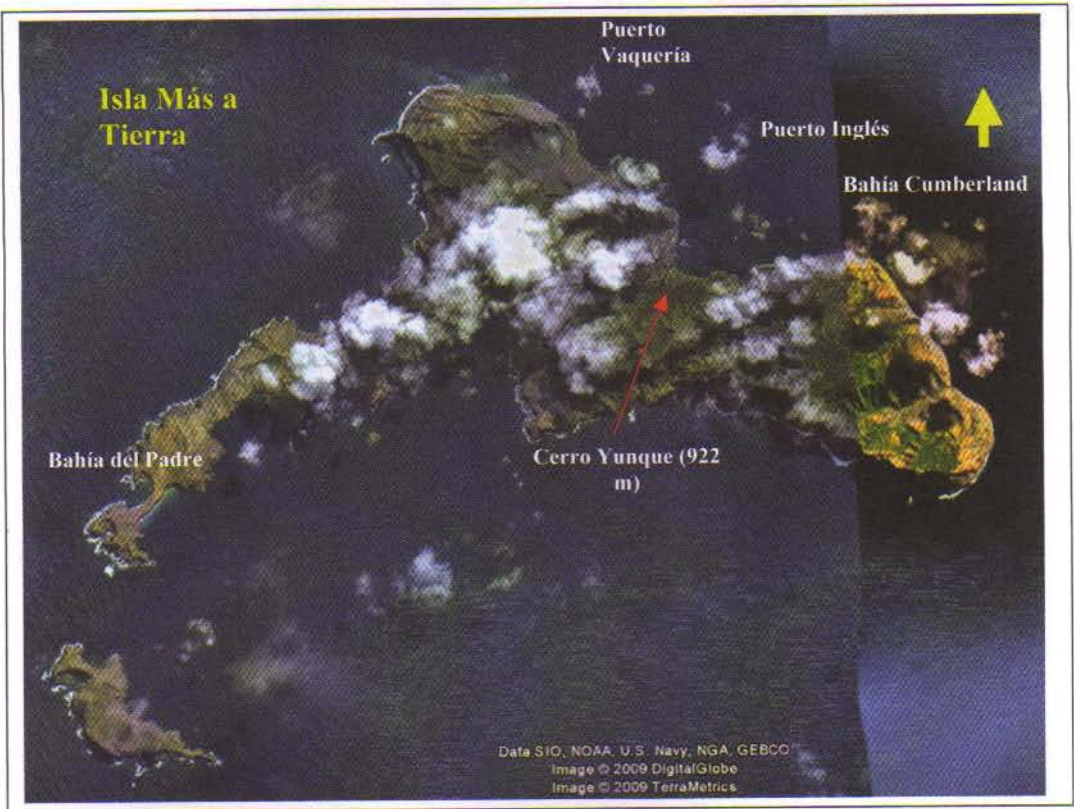 Puerto
Vaquería
Isla Más a
Tierra
Puerto Inglés
Bahía Cumberland
Bahía del Padre
Cerro Yunque (922
m)
Data SIO, NOAA, U.S. Navy, NGA, GEBCO
Image © 2009 DigitalGlobe
Image © 2009 TerraMetrics